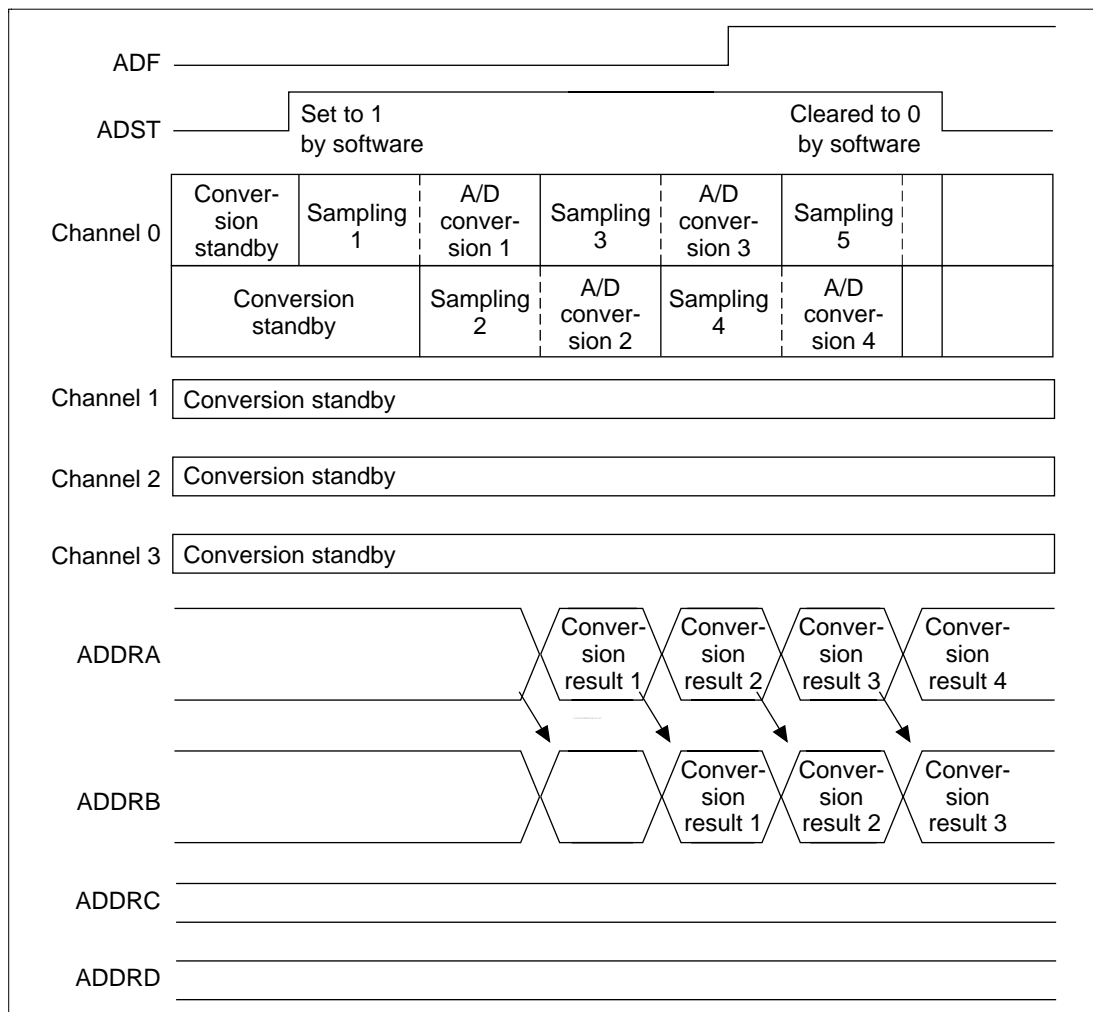 ADF
ADST
Set to 1
by software
Cleared to 0
by software
Channel 0
Conver-
sion
standby
Sampling
1
A/D
conver-
sion 1
Sampling
3
A/D
conver-
sion 3
Sampling
5
Conversion
standby
Sampling
2
A/D
conver-
sion 2
Sampling
4
A/D
conver-
sion 4
Channel 1
Conversion standby
Channel 2
Conversion standby
Channel 3
Conversion standby
ADDRA
Conver-
sion
result 1
Conver-
sion
result 2
Conver-
sion
result 3
Conver-
sion
result 4
ADDRB
Conver-
sion
result 1
Conver-
sion
result 2
Conver-
sion
result 3
ADDRC
ADDRD